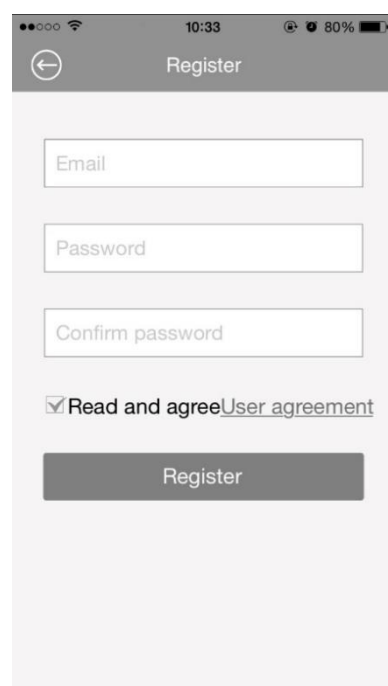 10:33 80%
Register
Email
Password
Confirm password
Read and agreeUser agreement
Register